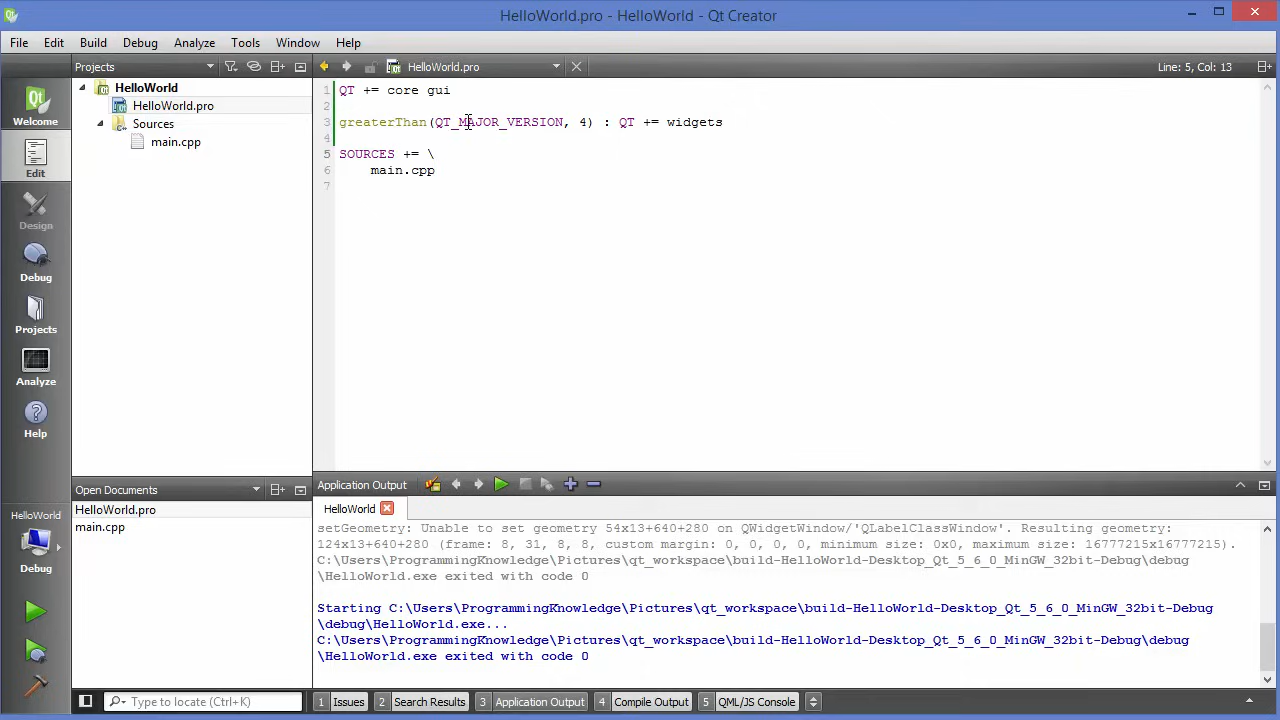 HelloWorld.pro - HelloWorld - Qt Creator
File Edit Build Debug Analyze Tools Window Help
Projects HelloWorld.pro Line: 5, Col: 13
Welcome
Edit
Design
Debug
Projects
Analyze
Help
HelloWorld
Debug
HelloWorld
HelloWorld.pro
Sources
main.cpp
1 QT += core gui
2
3 greaterThan(QT_MAJOR_VERSION, 4) : QT += widgets
4
5 SOURCES += \
6 main.cpp
7
Open Documents
HelloWorld.pro
main.cpp
Application Output
HelloWorld
setGeometry: Unable to set geometry 54x13+640+280 on QWidgetWindow/'QLabelClassWindow'. Resulting geometry:
124x13+640+280 (frame: 8, 31, 8, 8, custom margin: 0, 0, 0, 0, minimum size: 0x0, maximum size: 16777215x16777215).
C:\Users\ProgrammingKnowledge\Pictures\qt_workspace\build-HelloWorld-Desktop_Qt_5_6_0_MinGW_32bit-Debug\debug
\HelloWorld.exe exited with code 0
Starting C:\Users\ProgrammingKnowledge\Pictures\qt_workspace\build-HelloWorld-Desktop_Qt_5_6_0_MinGW_32bit-Debug
\debug\HelloWorld.exe...
C:\Users\ProgrammingKnowledge\Pictures\qt_workspace\build-HelloWorld-Desktop_Qt_5_6_0_MinGW_32bit-Debug\debug
\HelloWorld.exe exited with code 0
Type to locate (Ctrl+K) 1 Issues 2 Search Results 3 Application Output 4 Compile Output 5 QML/JS Console